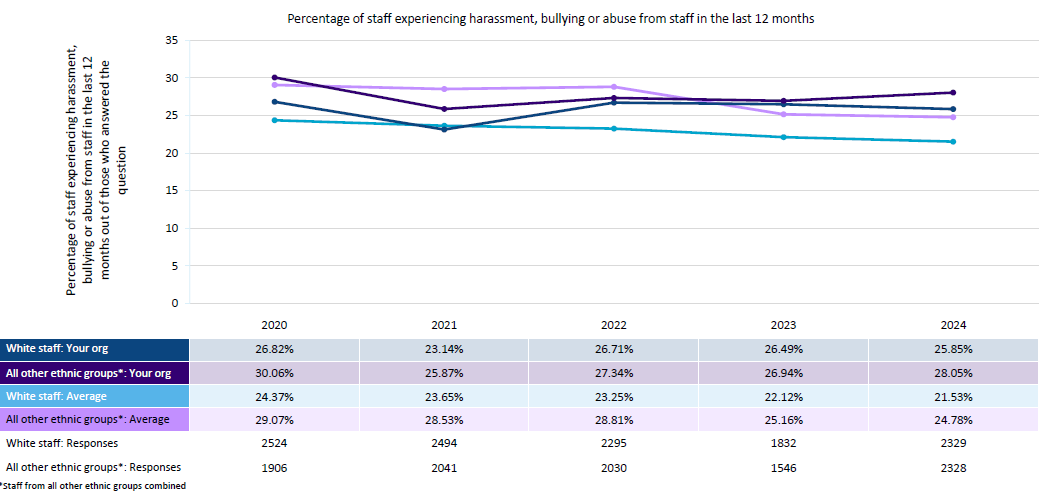 Percentage of staff experiencing harassment, bullying or abuse from staff in the last 12 months
Percentage of staff experiencing harassment,
bullying or abuse from staff in the last 12
months out of those who answered the
question
35
30
25
20
15
10
5
0
2020 2021 2022 2023 2024
White staff: Your org 26.82% 23.14% 26.71% 26.49% 25.85%
All other ethnic groups*: Your org 30.06% 25.87% 27.34% 26.94% 28.05%
White staff: Average 24.37% 23.65% 23.25% 22.12% 21.53%
All other ethnic groups*: Average 29.07% 28.53% 28.81% 25.16% 24.78%
White staff: Responses 2524 2494 2295 1832 2329
All other ethnic groups*: Responses 1906 2041 2030 1546 2328
*Staff from all other ethnic groups combined